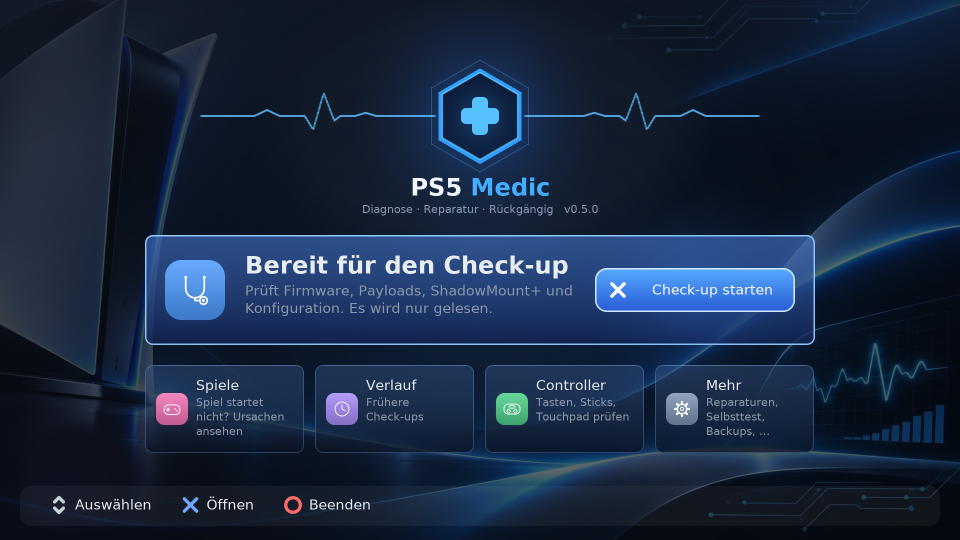 PS5 Medic
Diagnose · Reparatur · Rückgängig v0.5.0
Bereit für den Check-up
Prüft Firmware, Payloads, ShadowMount+ und
Konfiguration. Es wird nur gelesen.
Check-up starten
Spiele
Spiel startet
nicht? Ursachen
ansehen
Verlauf
Frühere
Check-ups
Controller
Tasten, Sticks,
Touchpad prüfen
Mehr
Reparaturen,
Selbsttest,
Backups, ...
Auswählen
Öffnen
Beenden